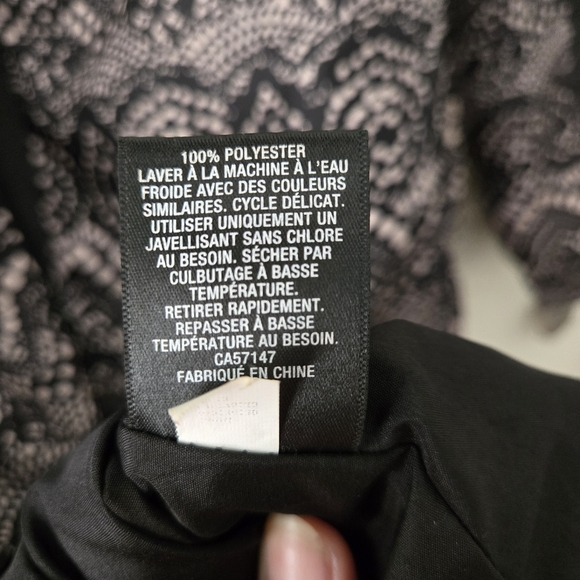 100% POLYESTER
LAVER À LA MACHINE À L'EAU
FROIDE AVEC DES COULEURS
SIMILAIRES. CYCLE DÉLICAT.
UTILISER UNIQUEMENT UN
JAVELLISANT SANS CHLORE
AU BESOIN. SÉCHER PAR
CULBUTAGE À BASSE
TEMPÉRATURE.
RETIRER RAPIDEMENT.
REPASSER À BASSE
TEMPÉRATURE AU BESOIN.
CA57147
FABRIQUÉ EN CHINE